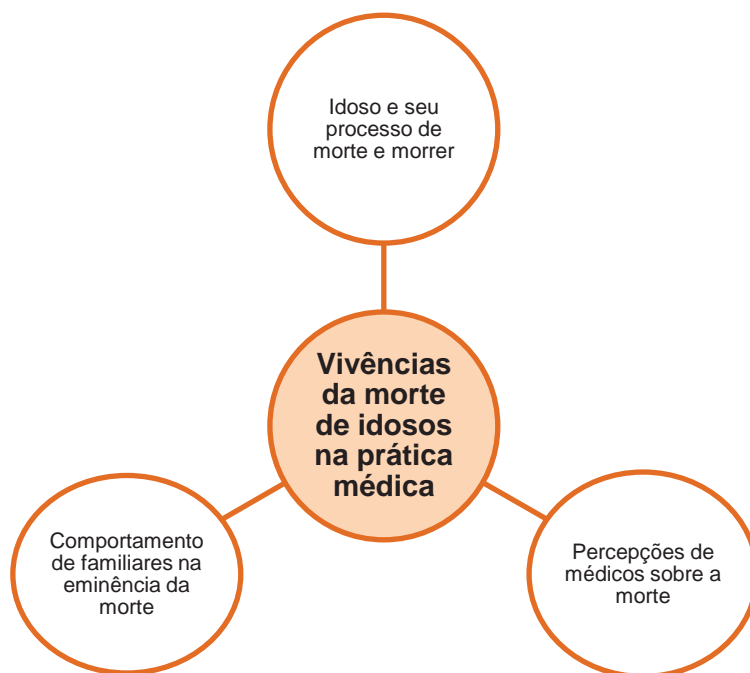 Idoso e seu
processo de
morte e morrer
Vivências
da morte
de idosos
na prática
médica
Comportamento
de familiares na
eminência da
morte
Percepções de
médicos sobre a
morte